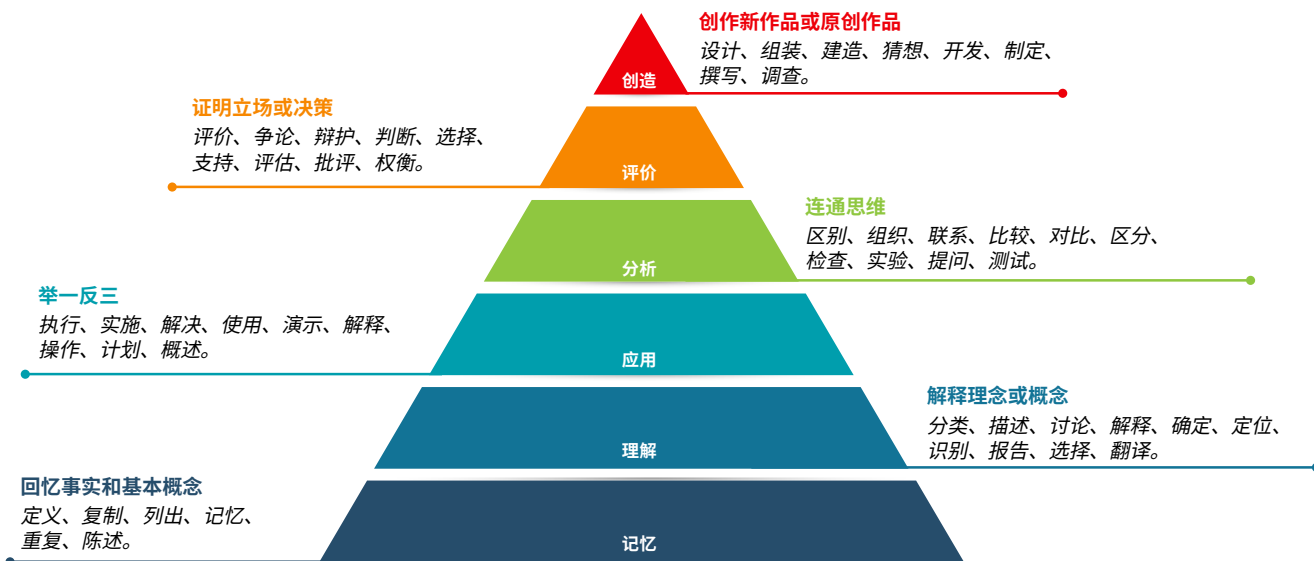 创作新作品或原创作品
设计、组装、建造、猜想、开发、制定、
撰写、调查。
创造
证明立场或决策
评价、争论、辩护、判断、选择、
支持、评估、批评、权衡。
评价
连通思维
区别、组织、联系、比较、对比、区分、
检查、实验、提问、测试。
分析
举一反三
执行、实施、解决、使用、演示、解释、
操作、计划、概述。
应用
解释理念或概念
分类、描述、讨论、解释、确定、定位、
识别、报告、选择、翻译。
理解
回忆事实和基本概念
定义、复制、列出、记忆、
重复、陈述。
记忆